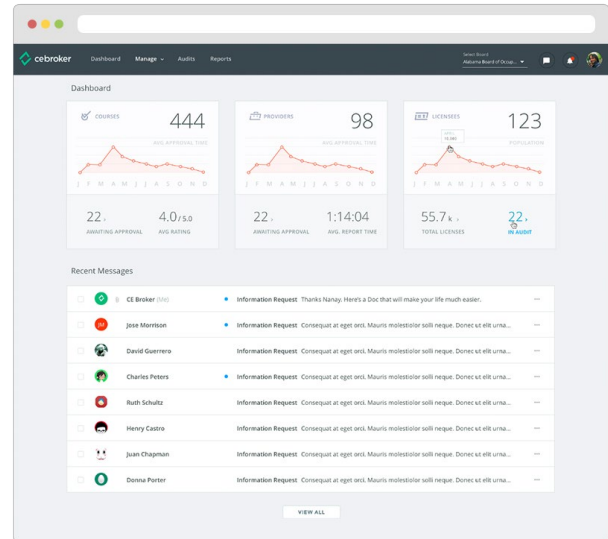 cebroker Dashboard Manage Audits Reports
Select Board
Alabama Board of Occup...
Dashboard
COURSES 444
AVG APPROVAL TIME
J F M A M J J A S O N D
22 AWAITING APPROVAL
4.0 / 5.0 AVG RATING
PROVIDERS 98
AVG APPROVAL TIME
J F M A M J J A S O N D
22 AWAITING APPROVAL
1:14:04 AVG. REPORT TIME
LICENSEES 123
POPULATION
J F M A M J J A S O N D
55.7 k TOTAL LICENSES
22 IN AUDIT
Recent Messages
CE Broker (Me) Information Request Thanks Nanay. Here's a Doc that will make your life much easier.
JM Jose Morrison Information Request Consequat at eget orci. Mauris molestiolor solli neque. Donec ut elit urna...
David Guerrero Information Request Consequat at eget orci. Mauris molestiolor solli neque. Donec ut elit urna...
Charles Peters Information Request Consequat at eget orci. Mauris molestiolor solli neque. Donec ut elit urna...
Ruth Schultz Information Request Consequat at eget orci. Mauris molestiolor solli neque. Donec ut elit urna...
Henry Castro Information Request Consequat at eget orci. Mauris molestiolor solli neque. Donec ut elit urna...
Juan Chapman Information Request Consequat at eget orci. Mauris molestiolor solli neque. Donec ut elit urna...
Donna Porter Information Request Consequat at eget orci. Mauris molestiolor solli neque. Donec ut elit urna...
VIEW ALL